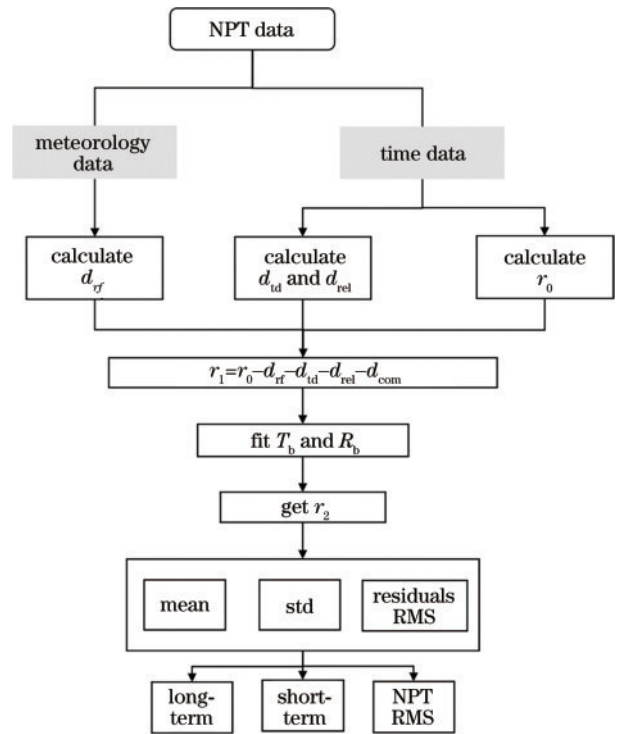 NPT data
meteorology
data
time data
calculate
d_rf
calculate
d_td and d_rel
calculate
r_0
r_1=r_0–d_rf–d_td–d_rel–d_com
fit T_b and R_b
get r_2
mean
std
residuals
RMS
long-
term
short-
term
NPT
RMS